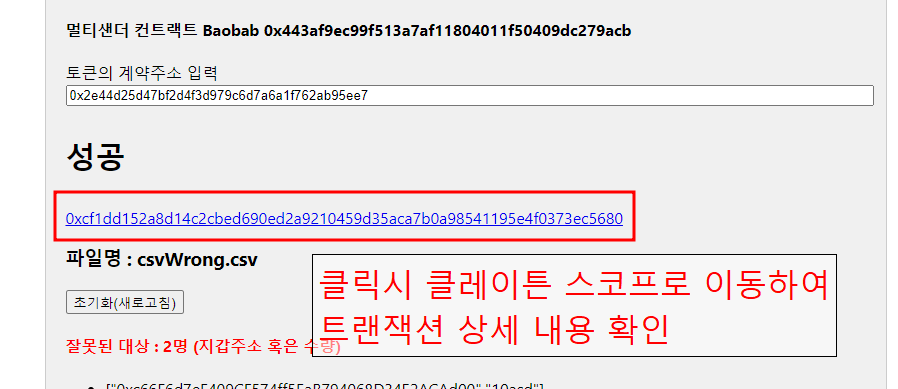 멀티샌더 컨트랙트 Baobab 0x443af9ec99f513a7af11804011f50409dc279acb
토큰의 계약주소 입력
0x2e44d25d47bf2d4f3d979c6d7a6a1f762ab95ee7
성공
0xcf1dd152a8d14c2cbed690ed2a9210459d35aca7b0a98541195e4f0373ec5680
파일명 : csvWrong.csv
클릭시 클레이튼 스코프로 이동하여
트랜잭션 상세 내용 확인
초기화(새로고침)
잘못된 대상 : 2명 (지갑주소 혹은 수량)